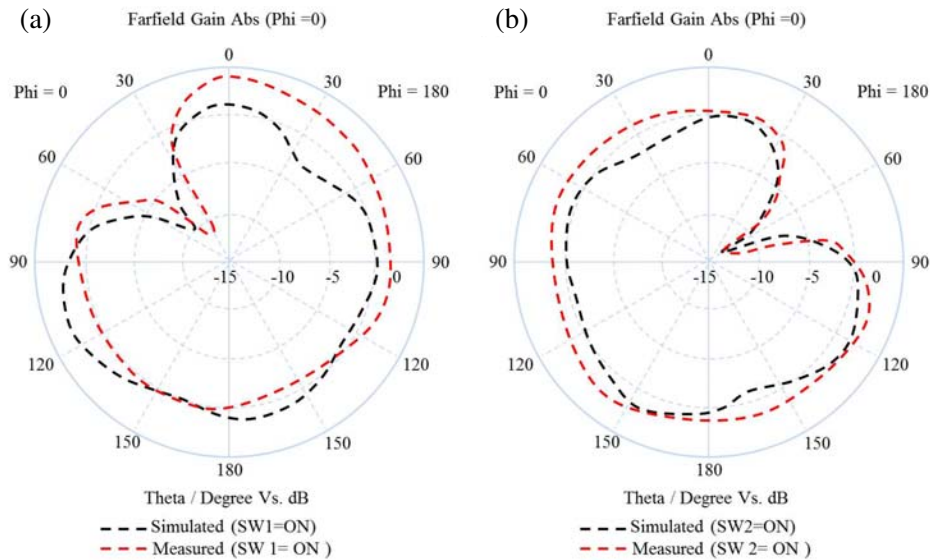 (a)
Farfield Gain Abs (Phi =0)
0
30
30
Phi = 0
Phi = 180
60
60
90
-15
-10
-5
0
90
120
120
150
150
180
Theta / Degree Vs. dB
Simulated (SW1=ON)
Measured (SW 1= ON )
(b)
Farfield Gain Abs (Phi =0)
0
30
30
Phi = 0
Phi = 180
60
60
90
-15
-10
-5
0
90
120
120
150
150
180
Theta / Degree Vs. dB
Simulated (SW2=ON)
Measured (SW 2= ON )